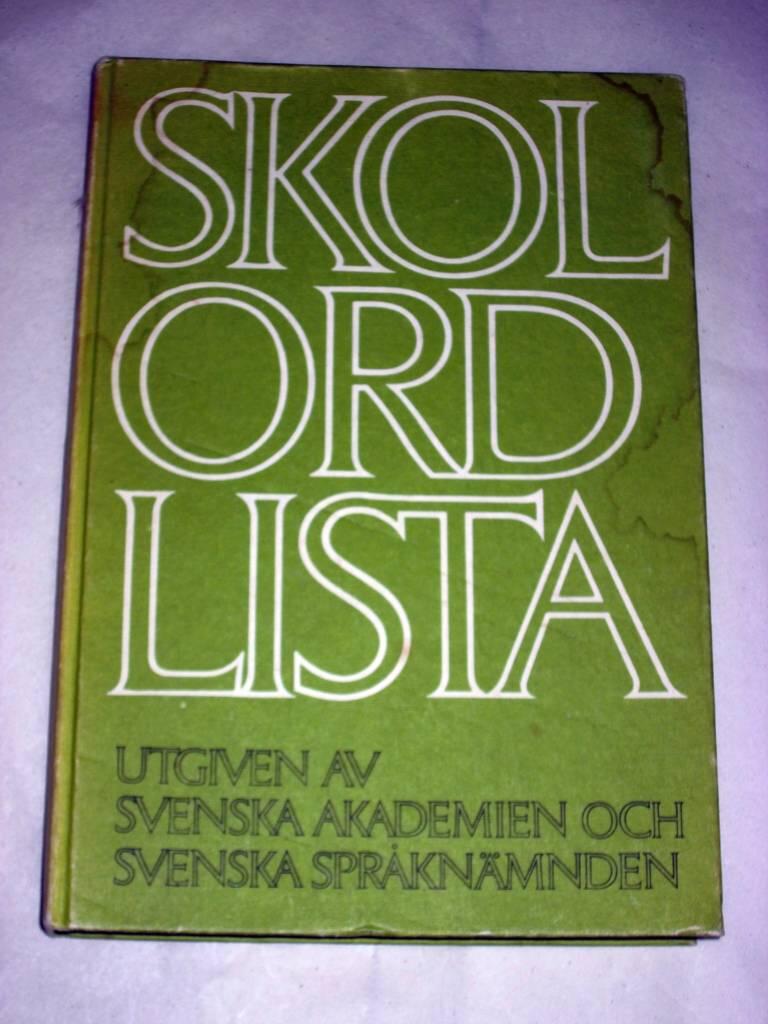 SKOL
ORD
LISTA
UTGIVEN AV
SVENSKA AKADEMIEN OCH
SVENSKA SPRÅKNÄMNDEN